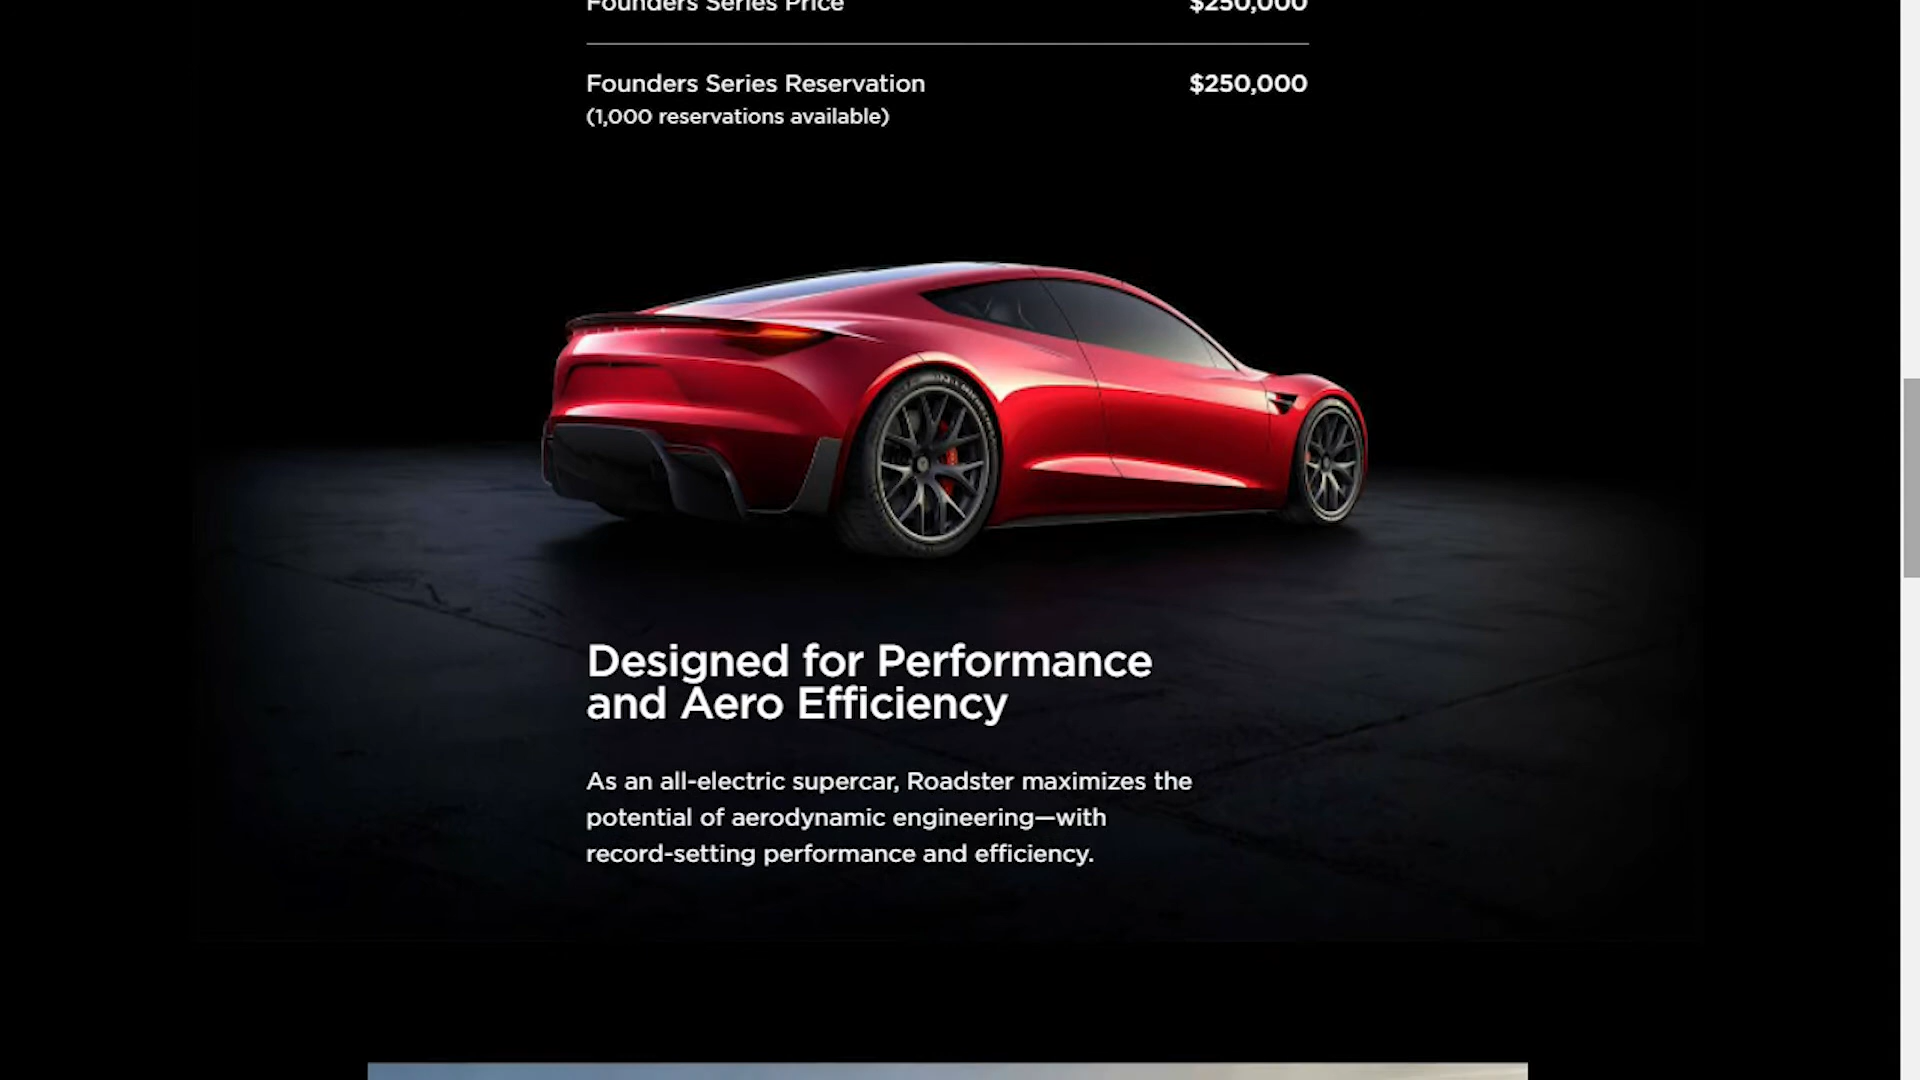 Founders Series Price $250,000
Founders Series Reservation $250,000
(1,000 reservations available)
Designed for Performance
and Aero Efficiency
As an all-electric supercar, Roadster maximizes the
potential of aerodynamic engineering—with
record-setting performance and efficiency.